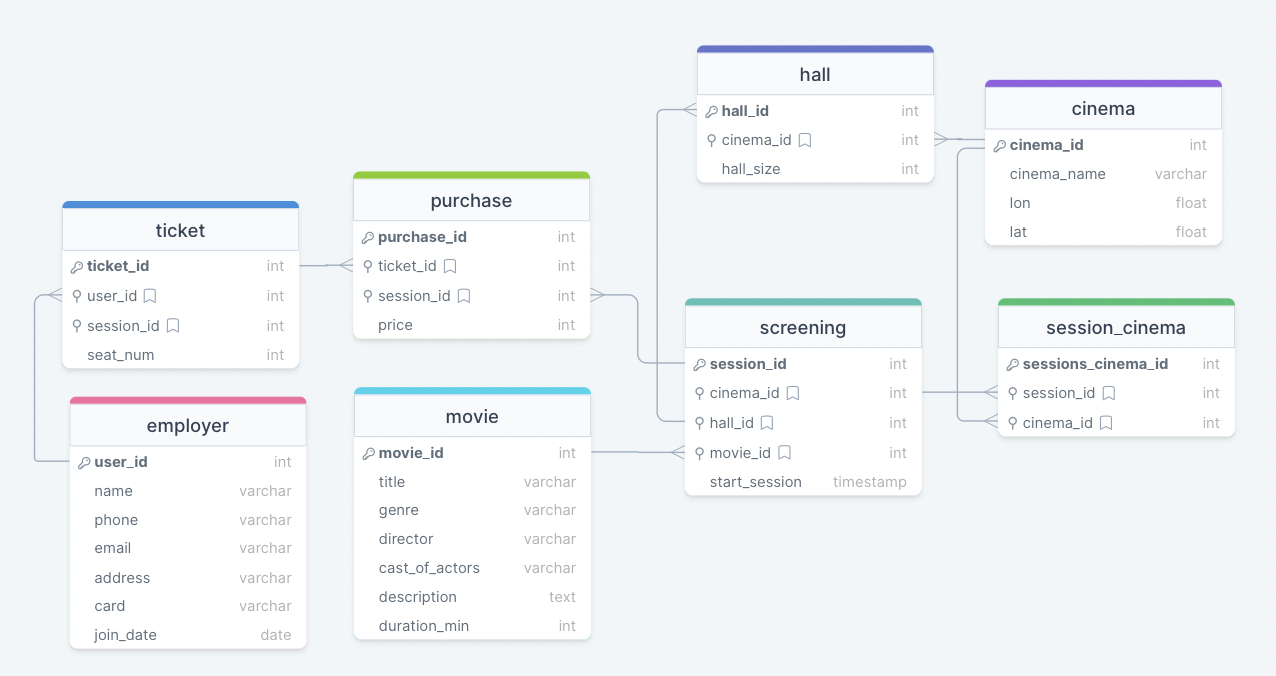 hall
hall_id int
cinema_id int
hall_size int
cinema
cinema_id int
cinema_name varchar
lon float
lat float
purchase
purchase_id int
ticket_id int
session_id int
price int
ticket
ticket_id int
user_id int
session_id int
seat_num int
screening
session_id int
cinema_id int
hall_id int
movie_id int
start_session timestamp
session_cinema
sessions_cinema_id int
session_id int
cinema_id int
employer
user_id int
name varchar
phone varchar
email varchar
address varchar
card varchar
join_date date
movie
movie_id int
title varchar
genre varchar
director varchar
cast_of_actors varchar
description text
duration_min int